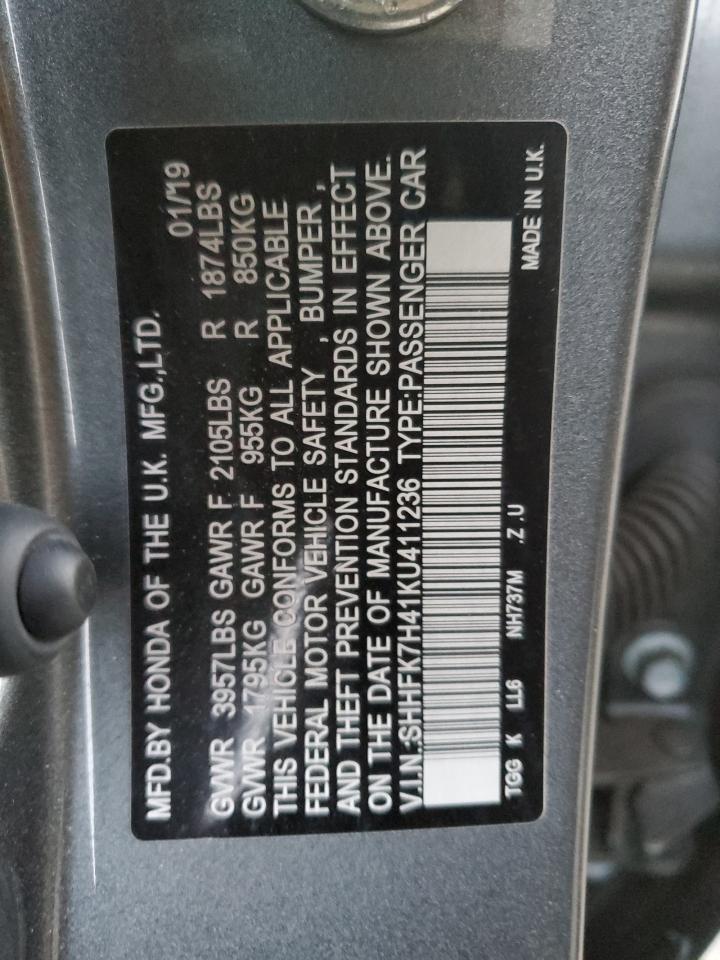 MFD.BY HONDA OF THE U.K. MFG.,LTD. 01/19
GVWR 3957LBS GAWR F 2105LBS R 1874LBS
GVWR 1795KG GAWR F 955KG R 850KG
THIS VEHICLE CONFORMS TO ALL APPLICABLE
FEDERAL MOTOR VEHICLE SAFETY , BUMPER ,
AND THEFT PREVENTION STANDARDS IN EFFECT
ON THE DATE OF MANUFACTURE SHOWN ABOVE.
V.I.N.:SHHFK7H41KU411236 TYPE:PASSENGER CAR
TGG K LL6 NH737M .Z .U MADE IN U.K.